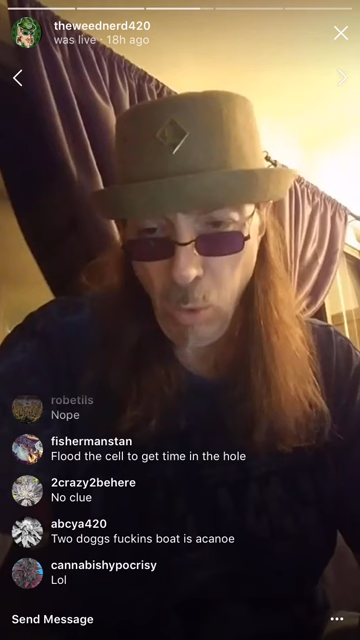 theweednerd420
was live · 18h ago
robetils
Nope
fishermanstan
Flood the cell to get time in the hole
2crazy2behere
No clue
abcya420
Two doggs fuckins boat is acanoe
cannabishypocrisy
Lol
Send Message